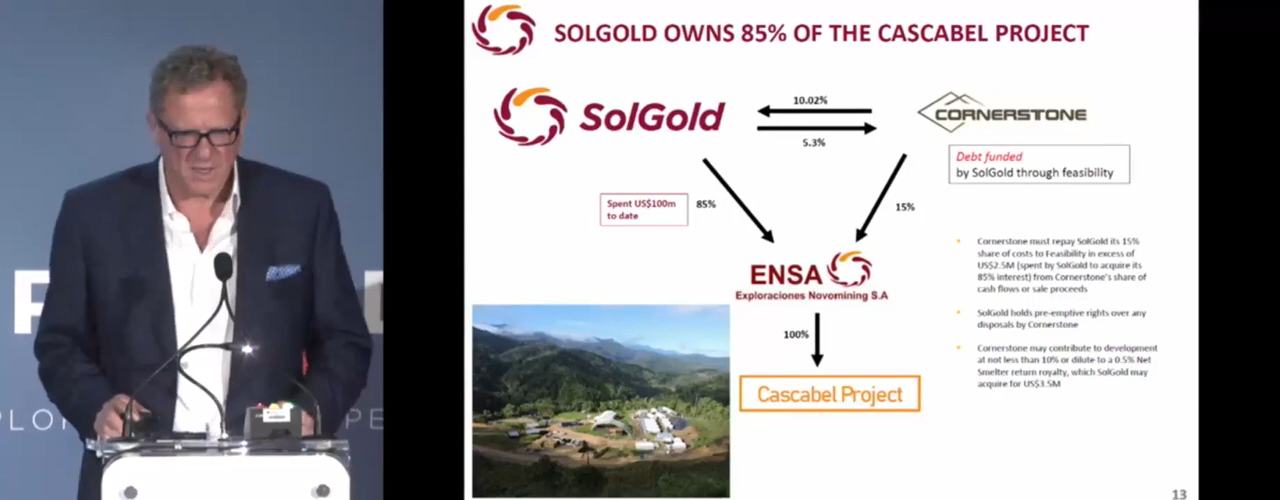 SOLGOLD OWNS 85% OF THE CASCABEL PROJECT
SolGold
10.02%
5.3%
CORNERSTONE
Debt funded
by SolGold through feasibility
Spent US$100m
to date
85%
15%
ENSA
Exploraciones Novomining S.A
100%
Cascabel Project
Cornerstone must repay SolGold its 15%
share of costs to Feasibility in excess of
US$2.5M (spent by SolGold to acquire its
85% interest) from Cornerstone's share of
cash flows or sale proceeds
SolGold holds pre-emptive rights over any
disposals by Cornerstone
Cornerstone may contribute to development
at not less than 10% or dilute to a 0.5% Net
Smelter return royalty, which SolGold may
acquire for US$3.5M
13